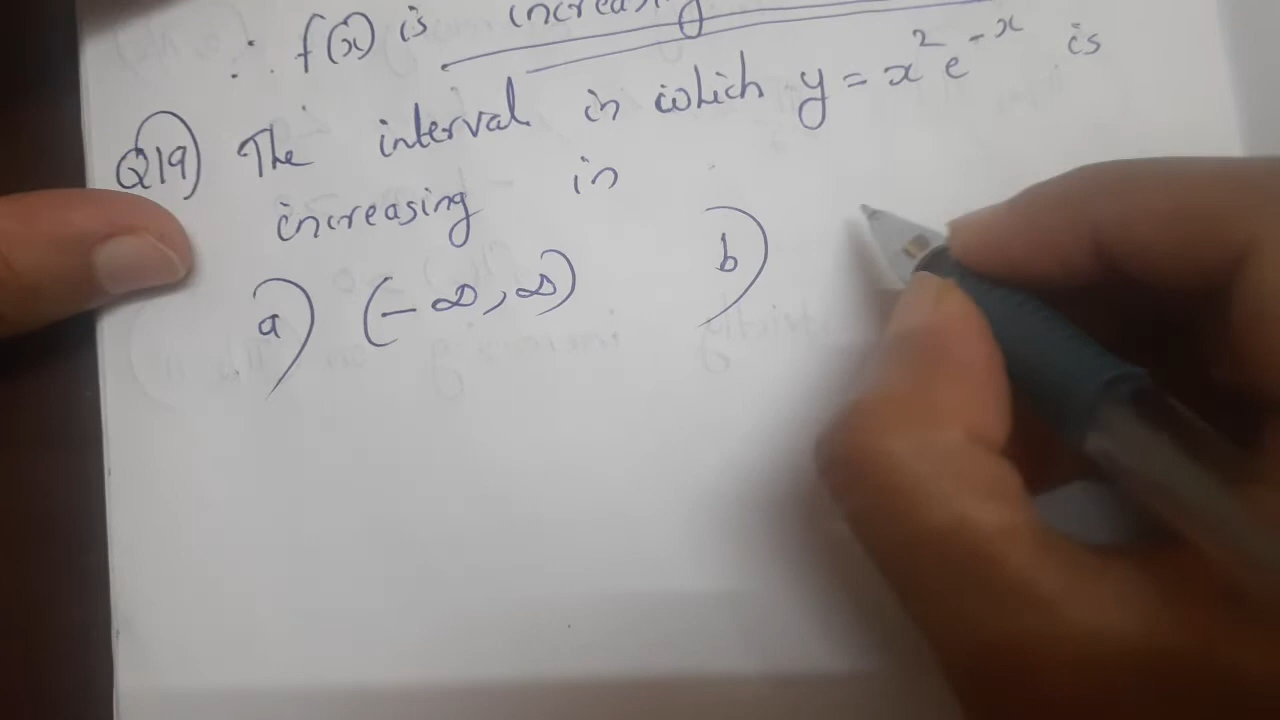 ∴ f(x) is increasing
Q19) The interval in which y = x² e^-x is
increasing in
a) (-∞, ∞) b)